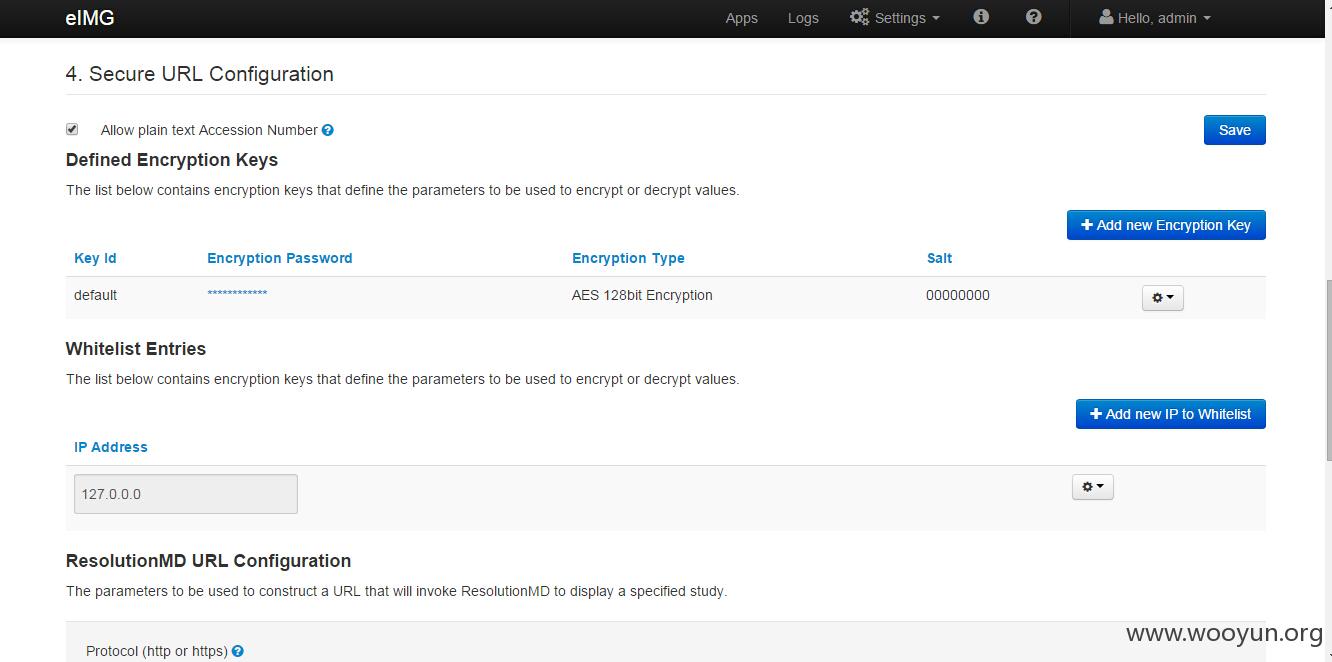 eIMG Apps Logs Settings Hello, admin
4. Secure URL Configuration
Allow plain text Accession Number
Save
Defined Encryption Keys
The list below contains encryption keys that define the parameters to be used to encrypt or decrypt values.
Add new Encryption Key
Key Id Encryption Password Encryption Type Salt
default ************ AES 128bit Encryption 00000000
Whitelist Entries
The list below contains encryption keys that define the parameters to be used to encrypt or decrypt values.
Add new IP to Whitelist
IP Address
127.0.0.0
ResolutionMD URL Configuration
The parameters to be used to construct a URL that will invoke ResolutionMD to display a specified study.
www.wooyun.org
Protocol (http or https)